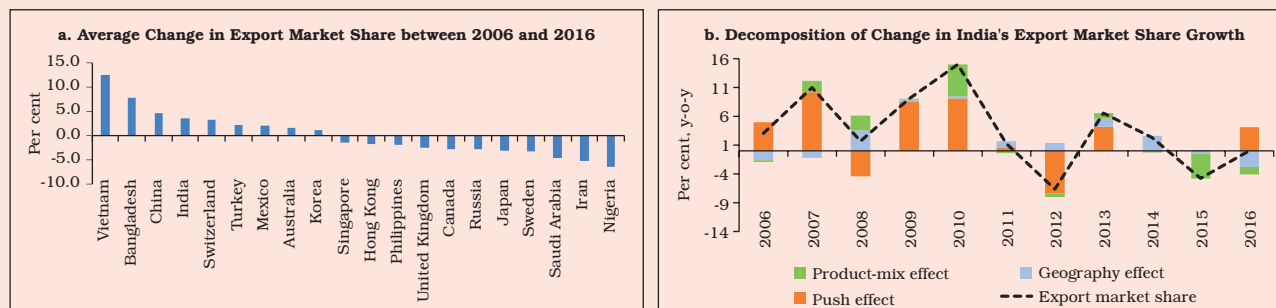 a. Average Change in Export Market Share between 2006 and 2016
Per cent
15.0
10.0
5.0
0.0
-5.0
-10.0
Vietnam
Bangladesh
China
India
Switzerland
Turkey
Mexico
Australia
Korea
Singapore
Hong Kong
Philippines
United Kingdom
Canada
Russia
Japan
Sweden
Saudi Arabia
Iran
Nigeria
b. Decomposition of Change in India's Export Market Share Growth
Per cent, y-o-y
16
11
6
1
-4
-9
-14
2006
2007
2008
2009
2010
2011
2012
2013
2014
2015
2016
Product-mix effect
Geography effect
Push effect
Export market share